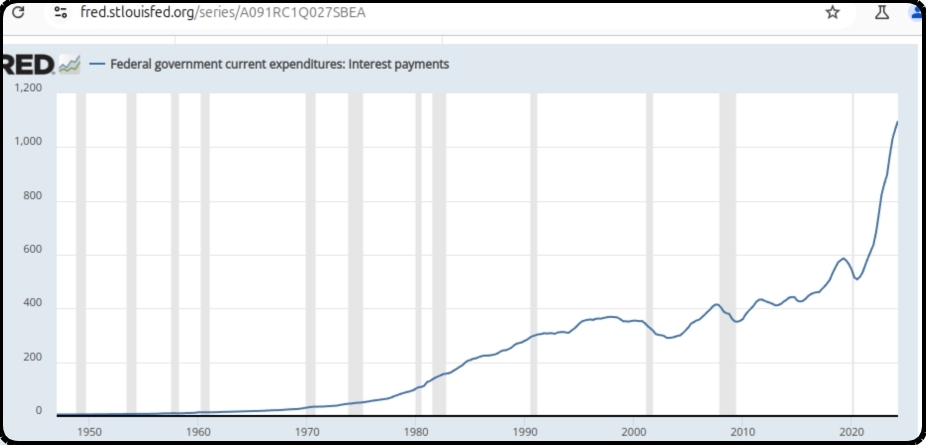 fred.stlouisfed.org/series/A091RC1Q027SBEA
RED
Federal government current expenditures: Interest payments
1,200
1,000
800
600
400
200
0
1950 1960 1970 1980 1990 2000 2010 2020